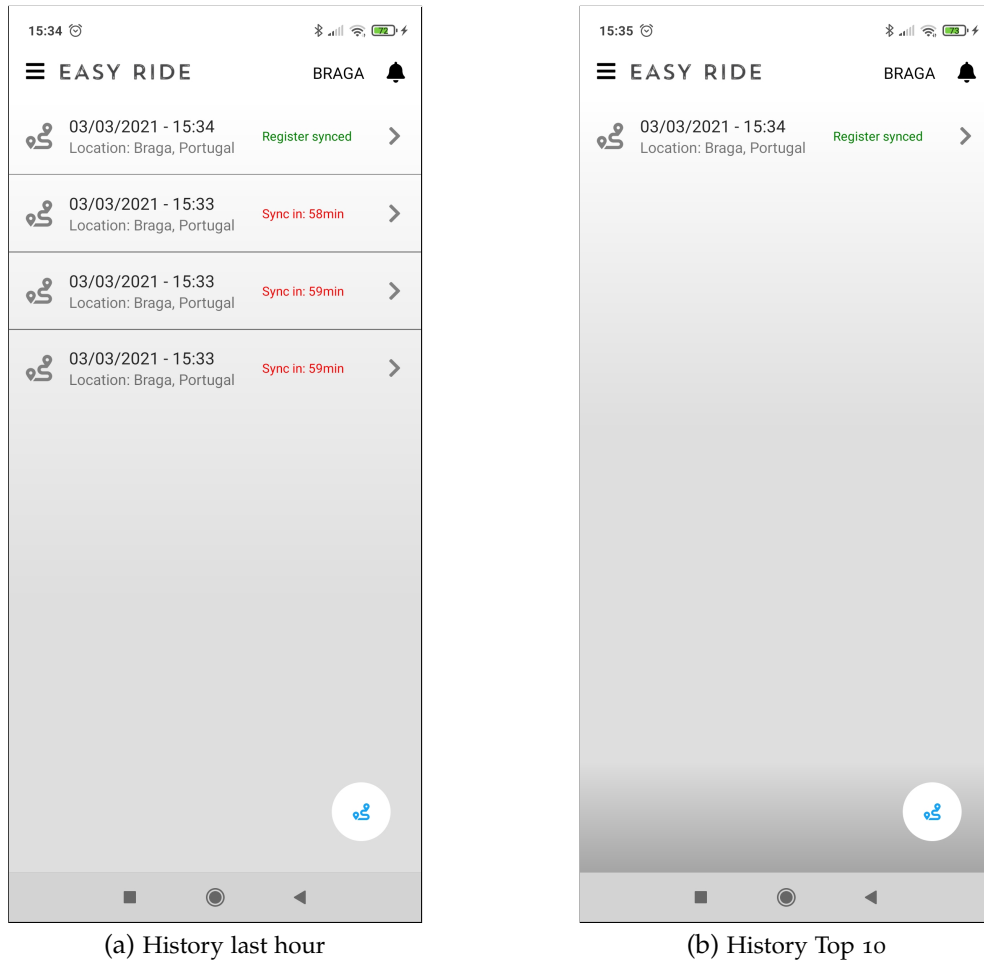 15:34
72
EASY RIDE BRAGA
03/03/2021 - 15:34
Location: Braga, Portugal
Register synced
03/03/2021 - 15:33
Location: Braga, Portugal
Sync in: 58min
03/03/2021 - 15:33
Location: Braga, Portugal
Sync in: 59min
03/03/2021 - 15:33
Location: Braga, Portugal
Sync in: 59min
(a) History last hour
15:35
73
EASY RIDE BRAGA
03/03/2021 - 15:34
Location: Braga, Portugal
Register synced
(b) History Top 10